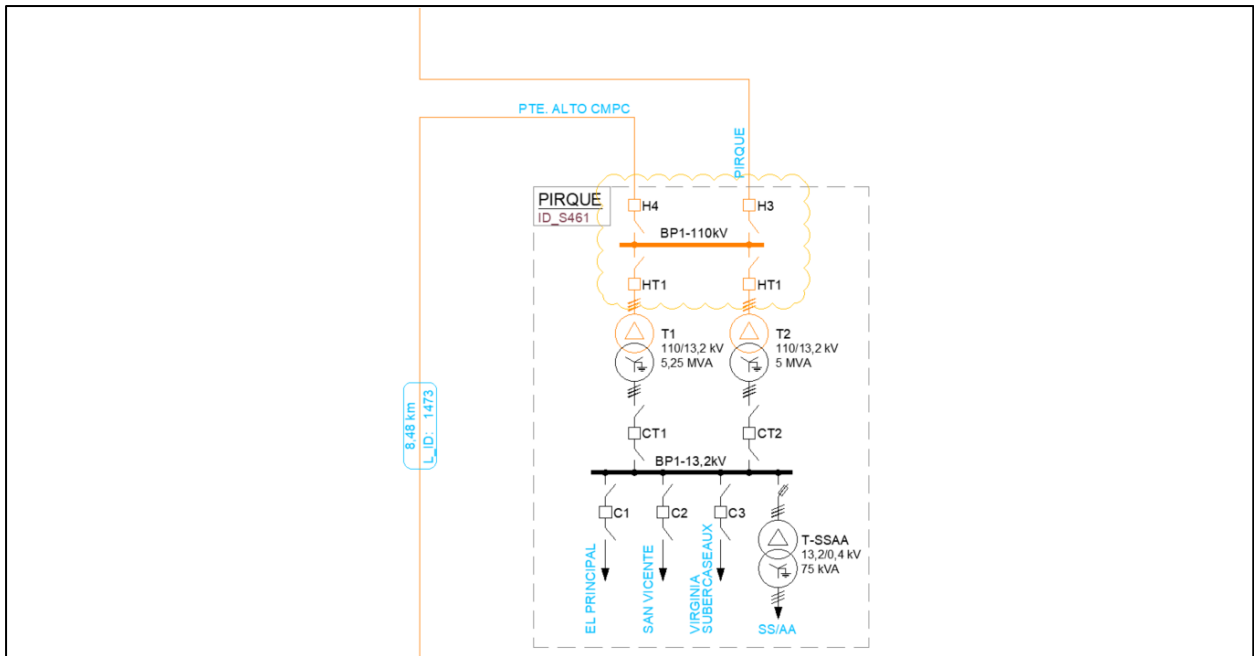 PTE. ALTO CMPC
PIRQUE
PIRQUE
ID_S461
H4
H3
BP1-110kV
HT1
HT1
T1
110/13,2 kV
5,25 MVA
T2
110/13,2 kV
5 MVA
8,48 km
L_ID: 1473
CT1
CT2
BP1-13,2kV
C1
C2
C3
EL PRINCIPAL
SAN VICENTE
VIRGINIA
SUBERCASEAUX
T-SSAA
13,2/0,4 kV
75 kVA
SS/AA